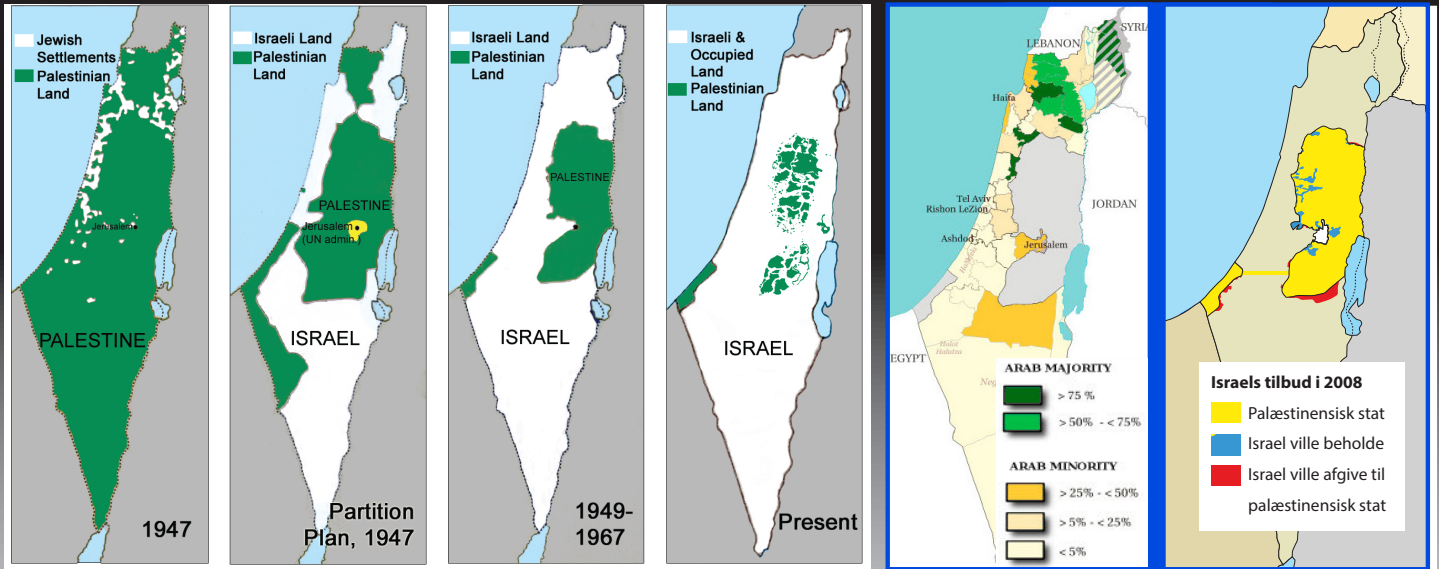 Jewish
Settlements
Palestinian
Land
Jerusalem
PALESTINE
1947
Israeli Land
Palestinian
Land
PALESTINE
Jerusalem
(UN admin.)
ISRAEL
Partition
Plan, 1947
Israeli Land
Palestinian
Land
PALESTINE
ISRAEL
1949-
1967
Israeli &
Occupied
Land
Palestinian
Land
ISRAEL
Present
SYRIA
LEBANON
Haifa
Tel Aviv
Rishon LeZion
JORDAN
Ashdod
Jerusalem
EGYPT
Holot
Halutza
Neg
ARAB MAJORITY
> 75 %
> 50% - < 75%
ARAB MINORITY
> 25% - < 50%
> 5% - < 25%
< 5%
Israels tilbud i 2008
Palæstinensisk stat
Israel ville beholde
Israel ville afgive til
palæstinensisk stat